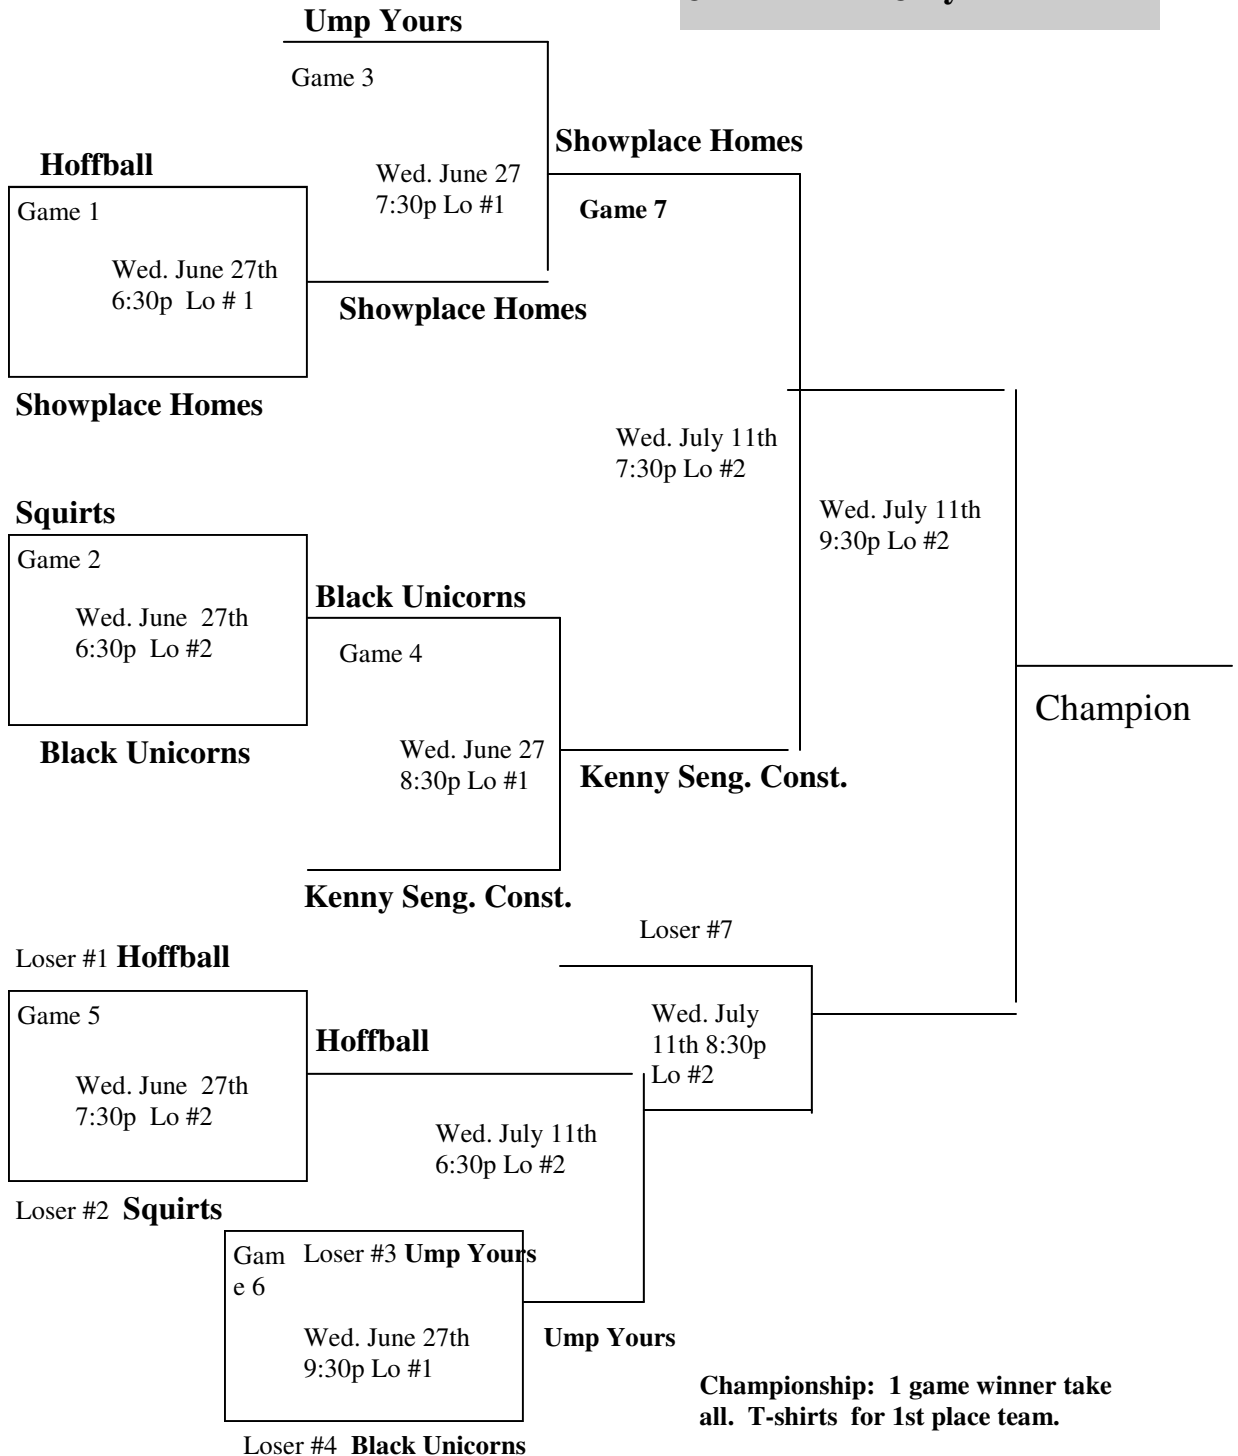 Ump Yours
Game 3
Showplace Homes
Hoffball
Wed. June 27
7:30p Lo #1
Game 7
Game 1
Wed. June 27th
6:30p  Lo # 1
Showplace Homes
Showplace Homes
Wed. July 11th
7:30p Lo #2
Squirts
Wed. July 11th
9:30p Lo #2
Game 2
Black Unicorns
Wed. June  27th
6:30p  Lo #2
Game 4
Champion
Black Unicorns
Wed. June 27
8:30p Lo #1
Kenny Seng. Const.
Kenny Seng. Const.
Loser #7
Loser #1 Hoffball
Game 5
Wed. July
11th 8:30p
Lo #2
Hoffball
Wed. June  27th
7:30p  Lo #2
Wed. July 11th
6:30p Lo #2
Loser #2  Squirts
Gam
e 6
Loser #3 Ump Yours
Wed. June 27th
9:30p Lo #1
Ump Yours
Championship:  1 game winner take
all.  T-shirts  for 1st place team.
Loser #4  Black Unicorns